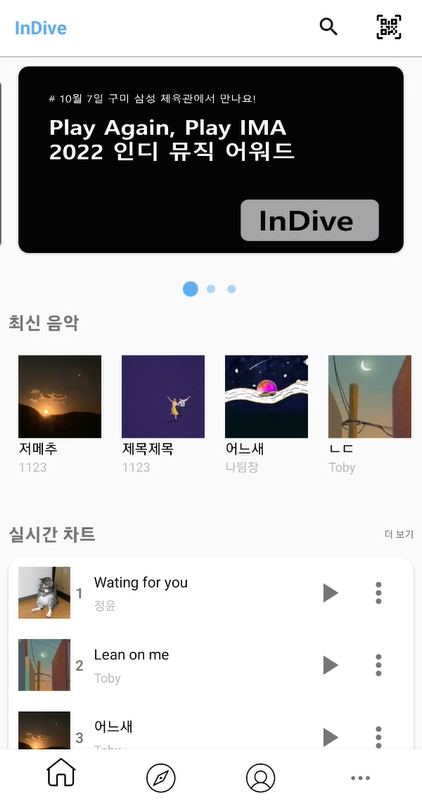 InDive
# 10월 7일 구미 삼성 체육관에서 만나요!
Play Again, Play IMA
2022 인디 뮤직 어워드
InDive
최신 음악
저메추
1123
제목제목
1123
어느새
나팀장
ㄴㄷ
Toby
실시간 차트
더 보기
1
Wating for you
정윤
2
Lean on me
Toby
3
어느새
Toby